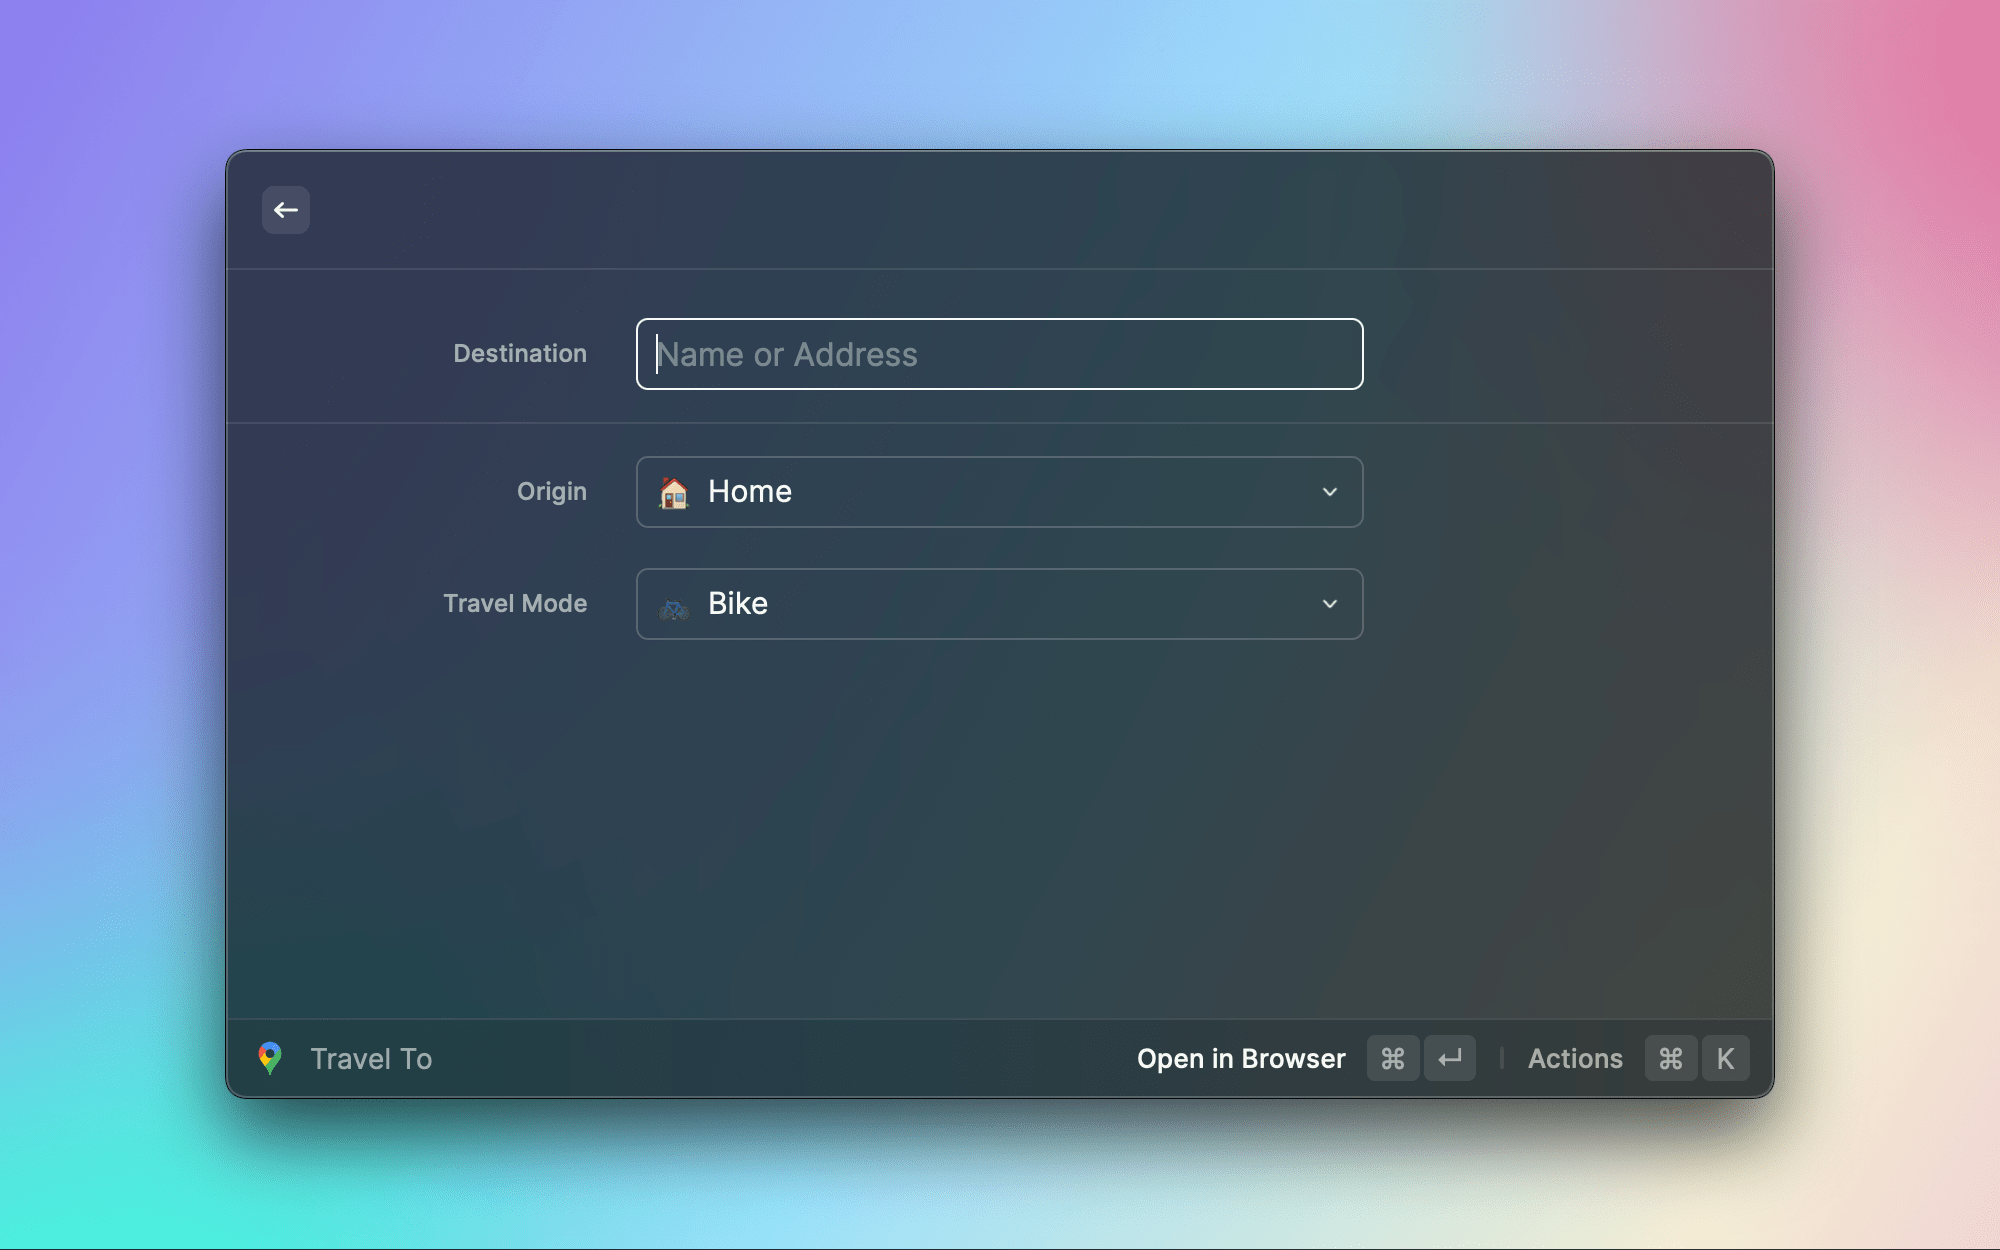 Destination Name or Address
Origin Home
Travel Mode Bike
Travel To Open in Browser ⌘ ↵ Actions ⌘ K